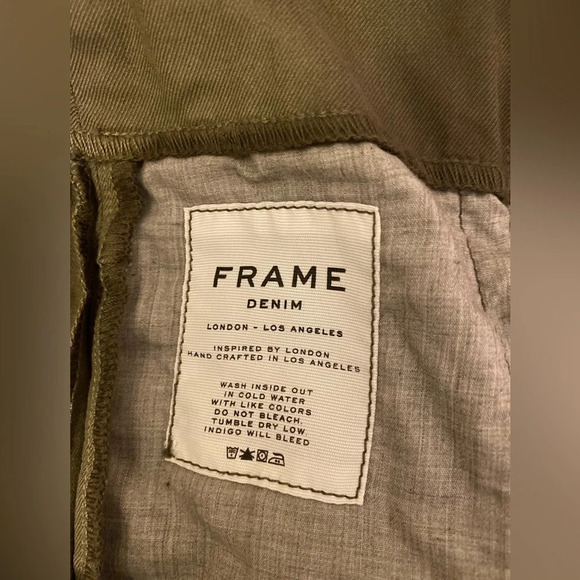 FRAME
DENIM
LONDON - LOS ANGELES
INSPIRED BY LONDON
HAND CRAFTED IN LOS ANGELES
WASH INSIDE OUT
IN COLD WATER
WITH LIKE COLORS
DO NOT BLEACH.
TUMBLE DRY LOW.
INDIGO WILL BLEED